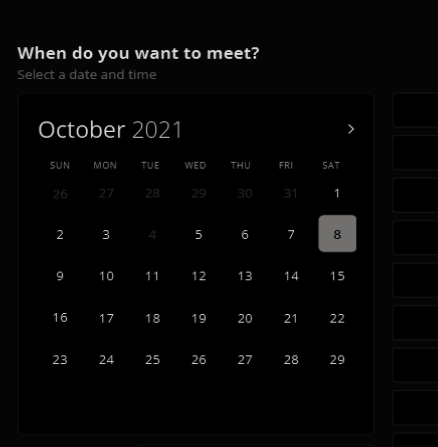 When do you want to meet?
Select a date and time
October 2021
SUN MON TUE WED THU FRI SAT
26 27 28 29 30 31 1
2 3 4 5 6 7 8
9 10 11 12 13 14 15
16 17 18 19 20 21 22
23 24 25 26 27 28 29